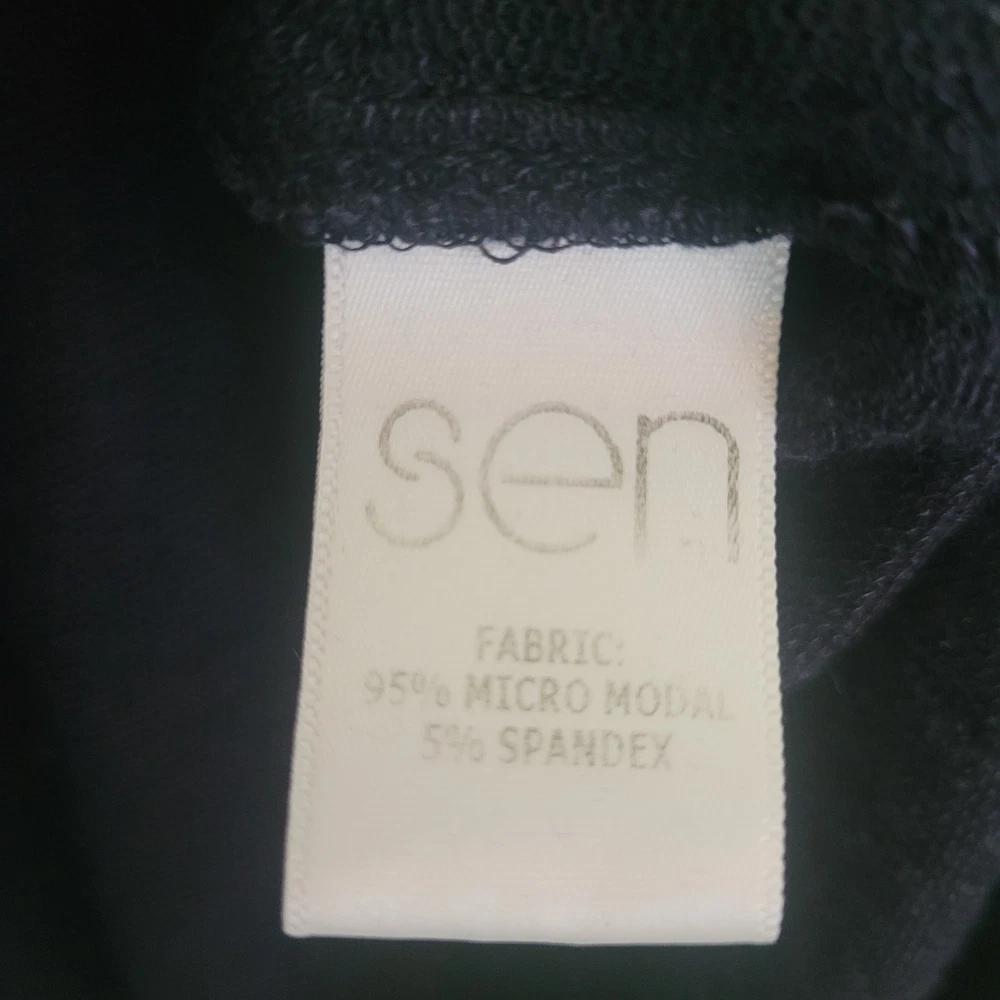 sen
FABRIC:
95% MICRO MODAL
5% SPANDEX